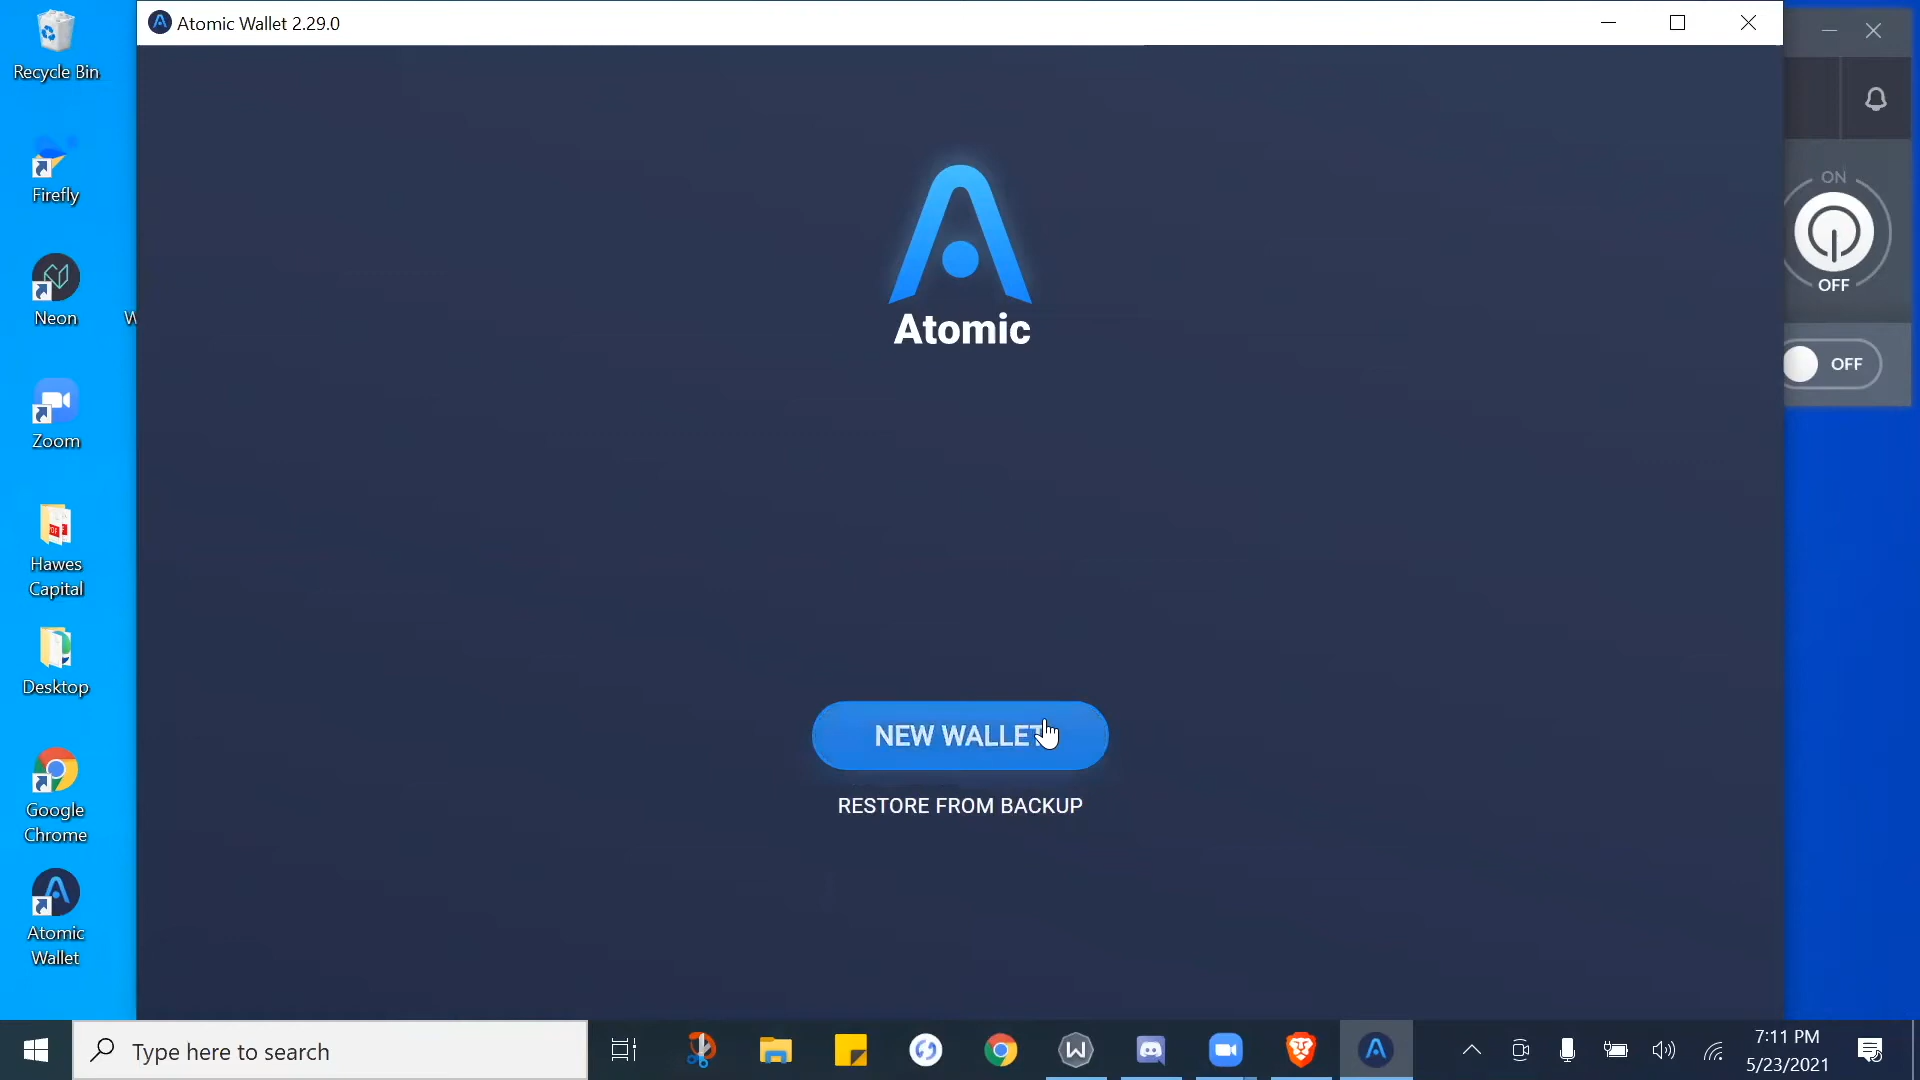 Atomic Wallet 2.29.0
Recycle Bin
Firefly
Neon
W
Zoom
Hawes
Capital
Desktop
Google
Chrome
Atomic
Wallet
Atomic
NEW WALLET
RESTORE FROM BACKUP
ON
OFF
OFF
Type here to search
7:11 PM
5/23/2021